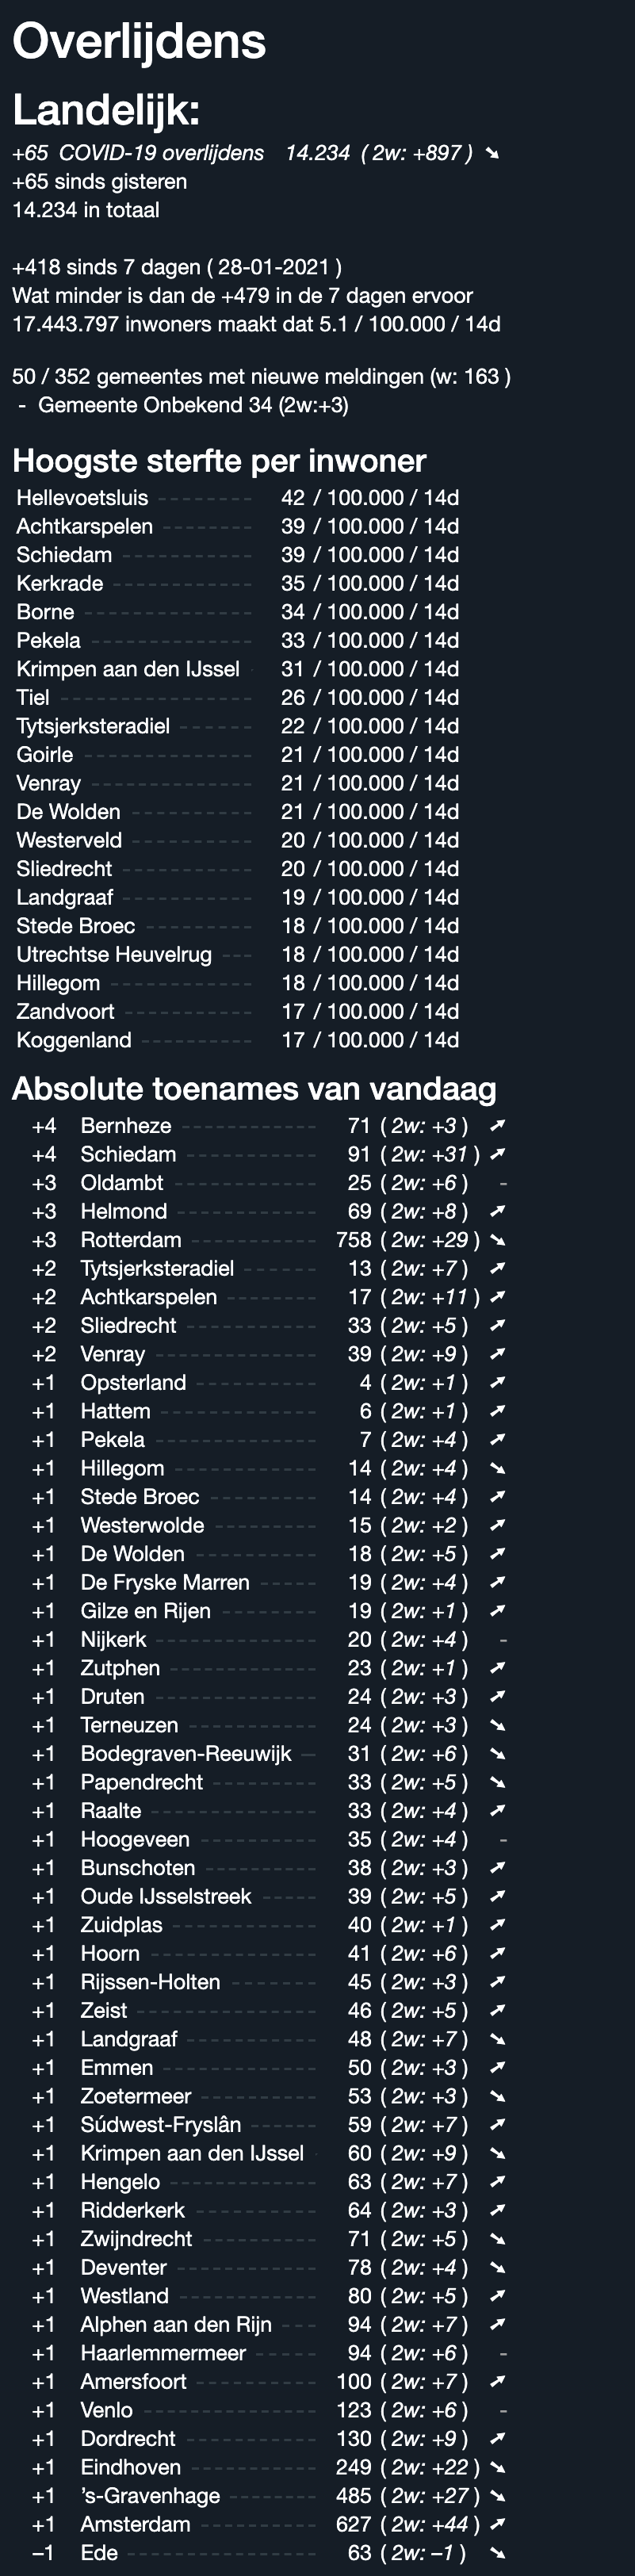 Overlijdens
Landelijk:
+65 COVID-19 overlijdens 14.234 ( 2w: +897 ) ➘
+65 sinds gisteren
14.234 in totaal
+418 sinds 7 dagen ( 28-01-2021 )
Wat minder is dan de +479 in de 7 dagen ervoor
17.443.797 inwoners maakt dat 5.1 / 100.000 / 14d
50 / 352 gemeentes met nieuwe meldingen (w: 163 )
- Gemeente Onbekend 34 (2w:+3)
Hoogste sterfte per inwoner
Hellevoetsluis 42 / 100.000 / 14d
Achtkarspelen 39 / 100.000 / 14d
Schiedam 39 / 100.000 / 14d
Kerkrade 35 / 100.000 / 14d
Borne 34 / 100.000 / 14d
Pekela 33 / 100.000 / 14d
Krimpen aan den IJssel 31 / 100.000 / 14d
Tiel 26 / 100.000 / 14d
Tytsjerksteradiel 22 / 100.000 / 14d
Goirle 21 / 100.000 / 14d
Venray 21 / 100.000 / 14d
De Wolden 21 / 100.000 / 14d
Westerveld 20 / 100.000 / 14d
Sliedrecht 20 / 100.000 / 14d
Landgraaf 19 / 100.000 / 14d
Stede Broec 18 / 100.000 / 14d
Utrechtse Heuvelrug 18 / 100.000 / 14d
Hillegom 18 / 100.000 / 14d
Zandvoort 17 / 100.000 / 14d
Koggenland 17 / 100.000 / 14d
Absolute toenames van vandaag
+4 Bernheze 71 ( 2w: +3 ) ➚
+4 Schiedam 91 ( 2w: +31 ) ➚
+3 Oldambt 25 ( 2w: +6 ) -
+3 Helmond 69 ( 2w: +8 ) ➚
+3 Rotterdam 758 ( 2w: +29 ) ➘
+2 Tytsjerksteradiel 13 ( 2w: +7 ) ➚
+2 Achtkarspelen 17 ( 2w: +11 ) ➚
+2 Sliedrecht 33 ( 2w: +5 ) ➚
+2 Venray 39 ( 2w: +9 ) ➚
+1 Opsterland 4 ( 2w: +1 ) ➚
+1 Hattem 6 ( 2w: +1 ) ➚
+1 Pekela 7 ( 2w: +4 ) ➚
+1 Hillegom 14 ( 2w: +4 ) ➘
+1 Stede Broec 14 ( 2w: +4 ) ➚
+1 Westerwolde 15 ( 2w: +2 ) ➚
+1 De Wolden 18 ( 2w: +5 ) ➚
+1 De Fryske Marren 19 ( 2w: +4 ) ➚
+1 Gilze en Rijen 19 ( 2w: +1 ) ➚
+1 Nijkerk 20 ( 2w: +4 ) -
+1 Zutphen 23 ( 2w: +1 ) ➚
+1 Druten 24 ( 2w: +3 ) ➚
+1 Terneuzen 24 ( 2w: +3 ) ➘
+1 Bodegraven-Reeuwijk 31 ( 2w: +6 ) ➘
+1 Papendrecht 33 ( 2w: +5 ) ➘
+1 Raalte 33 ( 2w: +4 ) ➚
+1 Hoogeveen 35 ( 2w: +4 ) -
+1 Bunschoten 38 ( 2w: +3 ) ➚
+1 Oude IJsselstreek 39 ( 2w: +5 ) ➚
+1 Zuidplas 40 ( 2w: +1 ) ➚
+1 Hoorn 41 ( 2w: +6 ) ➚
+1 Rijssen-Holten 45 ( 2w: +3 ) ➚
+1 Zeist 46 ( 2w: +5 ) ➚
+1 Landgraaf 48 ( 2w: +7 ) ➘
+1 Emmen 50 ( 2w: +3 ) ➚
+1 Zoetermeer 53 ( 2w: +3 ) ➘
+1 Súdwest-Fryslân 59 ( 2w: +7 ) ➚
+1 Krimpen aan den IJssel 60 ( 2w: +9 ) ➘
+1 Hengelo 63 ( 2w: +7 ) ➚
+1 Ridderkerk 64 ( 2w: +3 ) ➚
+1 Zwijndrecht 71 ( 2w: +5 ) ➘
+1 Deventer 78 ( 2w: +4 ) ➘
+1 Westland 80 ( 2w: +5 ) ➚
+1 Alphen aan den Rijn 94 ( 2w: +7 ) ➚
+1 Haarlemmermeer 94 ( 2w: +6 ) -
+1 Amersfoort 100 ( 2w: +7 ) ➚
+1 Venlo 123 ( 2w: +6 ) -
+1 Dordrecht 130 ( 2w: +9 ) ➚
+1 Eindhoven 249 ( 2w: +22 ) ➘
+1 ’s-Gravenhage 485 ( 2w: +27 ) ➘
+1 Amsterdam 627 ( 2w: +44 ) ➚
−1 Ede 63 ( 2w: −1 ) ➘